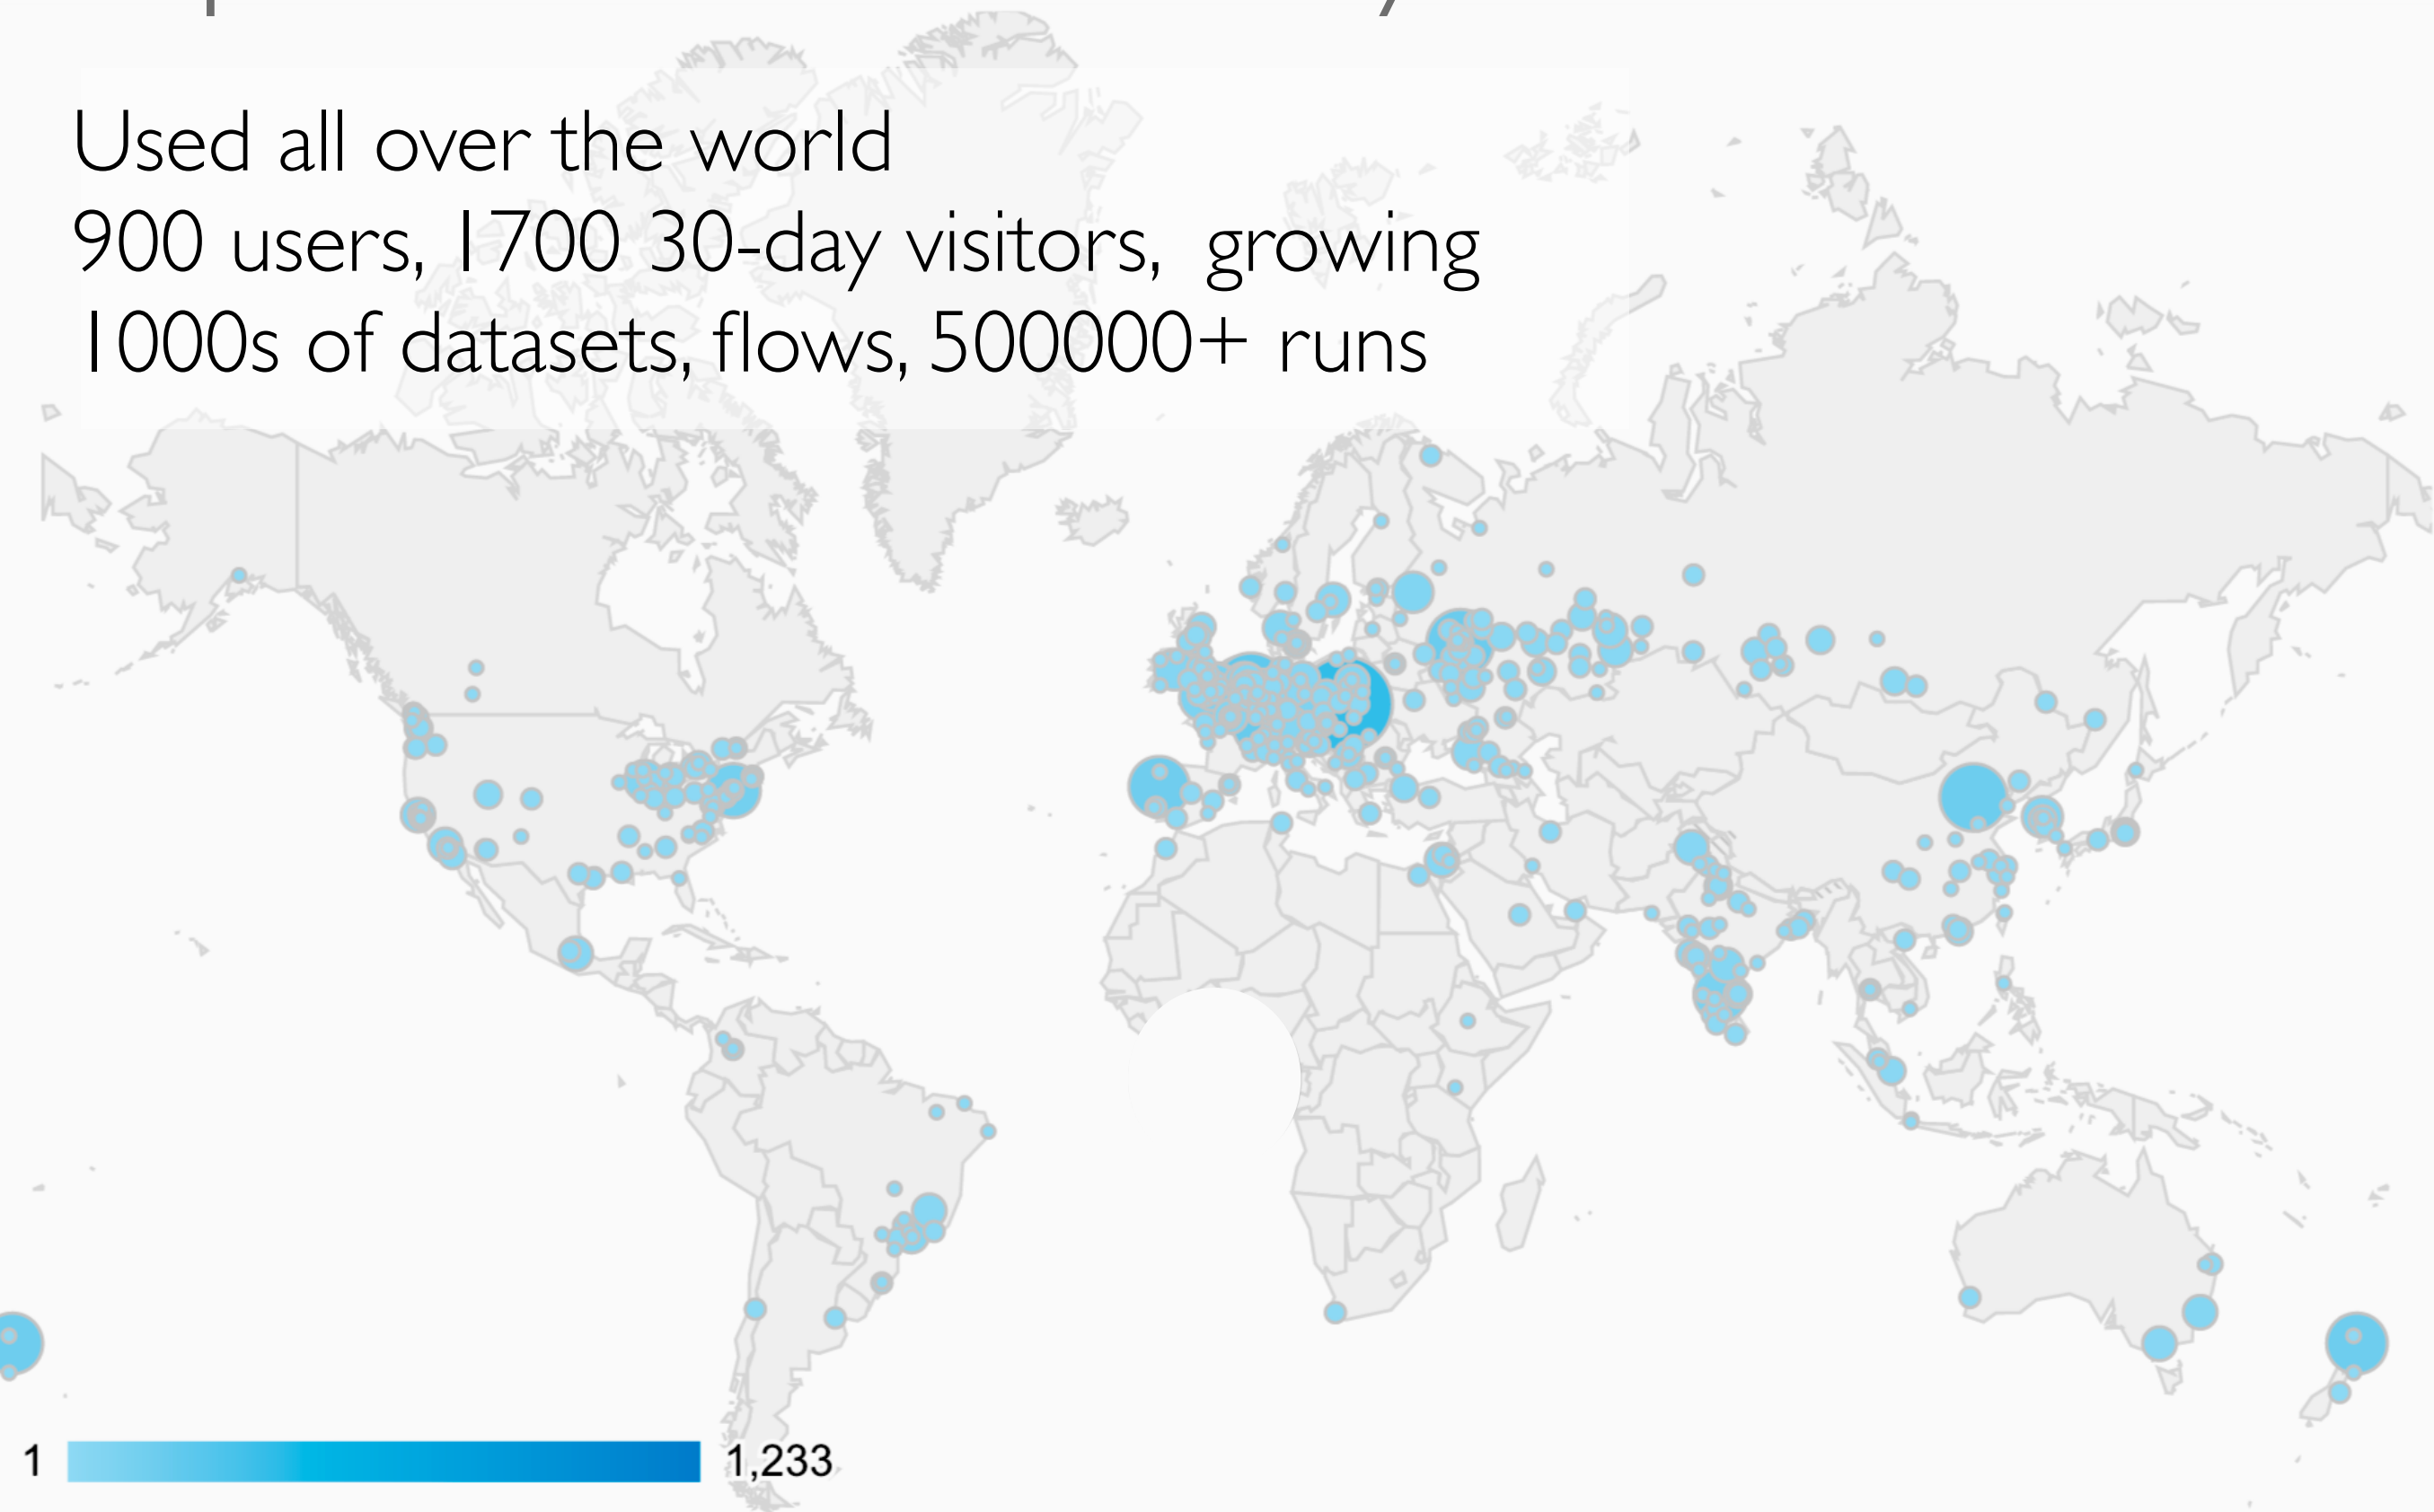 Used all over the world
900 users, 1700 30-day visitors, growing
1000s of datasets, flows, 500000+ runs
1 1,233